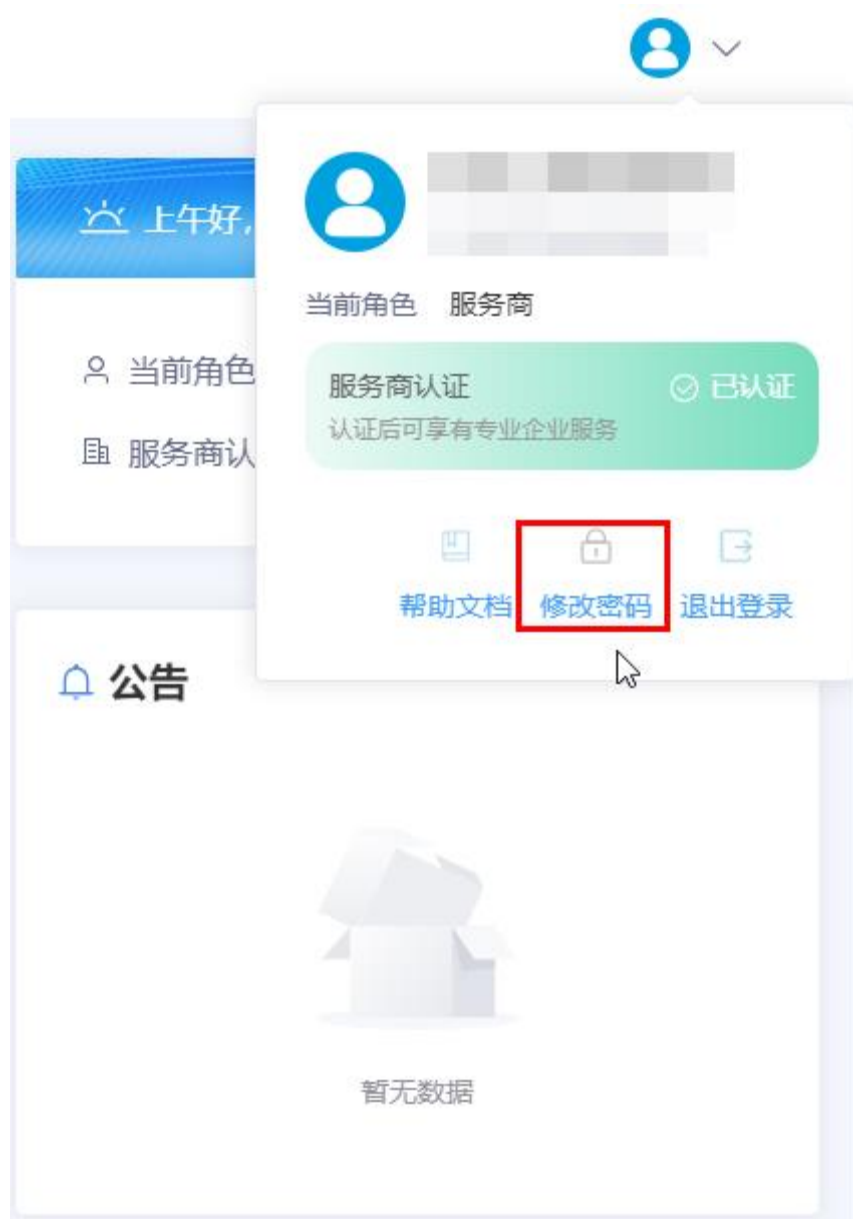 上午好,
当前角色 服务商
当前角色
服务商认证
已认证
认证后可享有专业企业服务
服务商认
帮助文档
修改密码
退出登录
公告
暂无数据